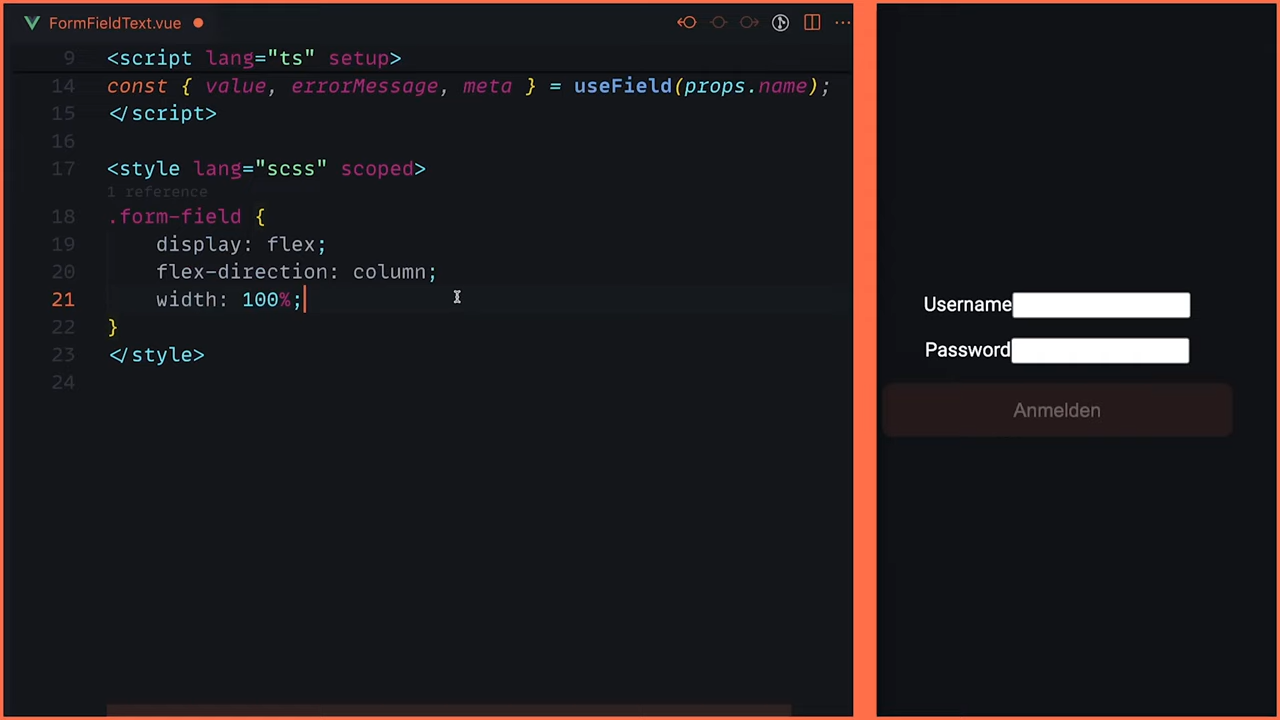 FormFieldText.vue
9 <script lang="ts" setup>
14 const { value, errorMessage, meta } = useField(props.name);
15 </script>
16
17 <style lang="scss" scoped>
1 reference
18 .form-field {
19 display: flex;
20 flex-direction: column;
21 width: 100%;
22 }
23 </style>
24
Username
Password
Anmelden